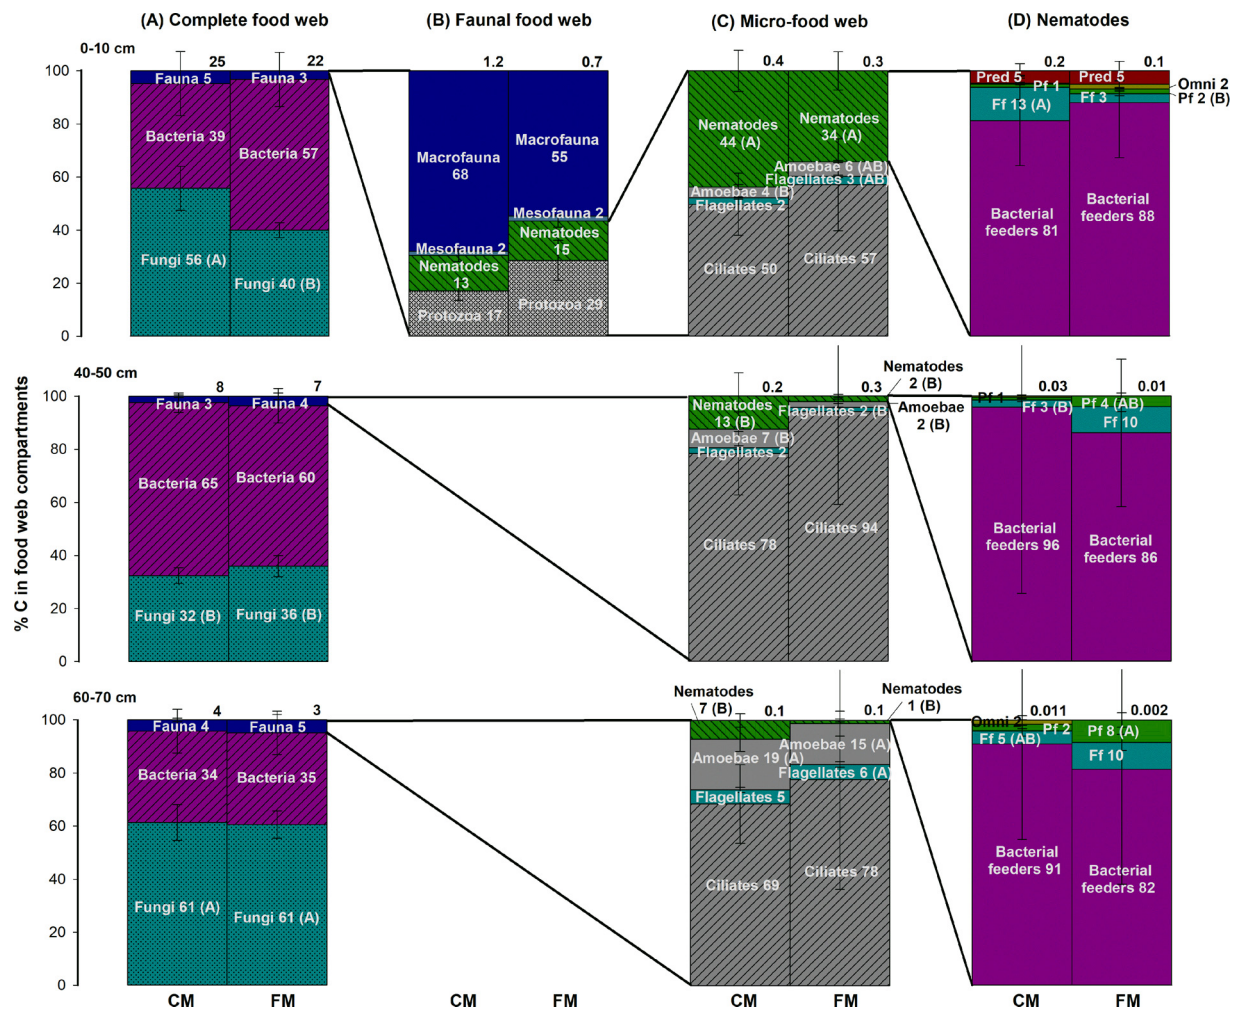 (A) Complete food web
(B) Faunal food web
(C) Micro-food web
(D) Nematodes
% C in food web compartments
0-10 cm
25
22
1.2
0.7
0.4
0.3
0.2
0.1
100
80
60
40
20
0
Fauna 5
Fauna 3
Bacteria 39
Bacteria 57
Fungi 56 (A)
Fungi 40 (B)
Macrofauna
68
Macrofauna
55
Mesofauna 2
Mesofauna 2
Nematodes
13
Nematodes
15
Protozoa 17
Protozoa 29
Nematodes
44 (A)
Nematodes
34 (A)
Amoebae 4 (B)
Amoebae 6 (AB)
Flagellates 2
Flagellates 3 (AB)
Ciliates 50
Ciliates 57
Pred 5
Pred 5
Pf 1
Omni 2
Pf 2 (B)
Ff 13 (A)
Ff 3
Bacterial
feeders 81
Bacterial
feeders 88
40-50 cm
8
7
0.2
0.3
0.03
0.01
100
80
60
40
20
0
Fauna 3
Fauna 4
Bacteria 65
Bacteria 60
Fungi 32 (B)
Fungi 36 (B)
Nematodes
13 (B)
Nematodes
2 (B)
Amoebae 7 (B)
Amoebae
2 (B)
Flagellates 2
Flagellates 2 (B)
Ciliates 78
Ciliates 94
Pf 1
Pf 4 (AB)
Ff 3 (B)
Ff 10
Bacterial
feeders 96
Bacterial
feeders 86
60-70 cm
4
3
0.1
0.1
0.011
0.002
100
80
60
40
20
0
Fauna 4
Fauna 5
Bacteria 34
Bacteria 35
Fungi 61 (A)
Fungi 61 (A)
Nematodes
7 (B)
Nematodes
1 (B)
Amoebae 19 (A)
Amoebae 15 (A)
Flagellates 5
Flagellates 6 (A)
Ciliates 69
Ciliates 78
Omni 2
Pf 2
Pf 8 (A)
Ff 5 (AB)
Ff 10
Bacterial
feeders 91
Bacterial
feeders 82
CM
FM
CM
FM
CM
FM
CM
FM